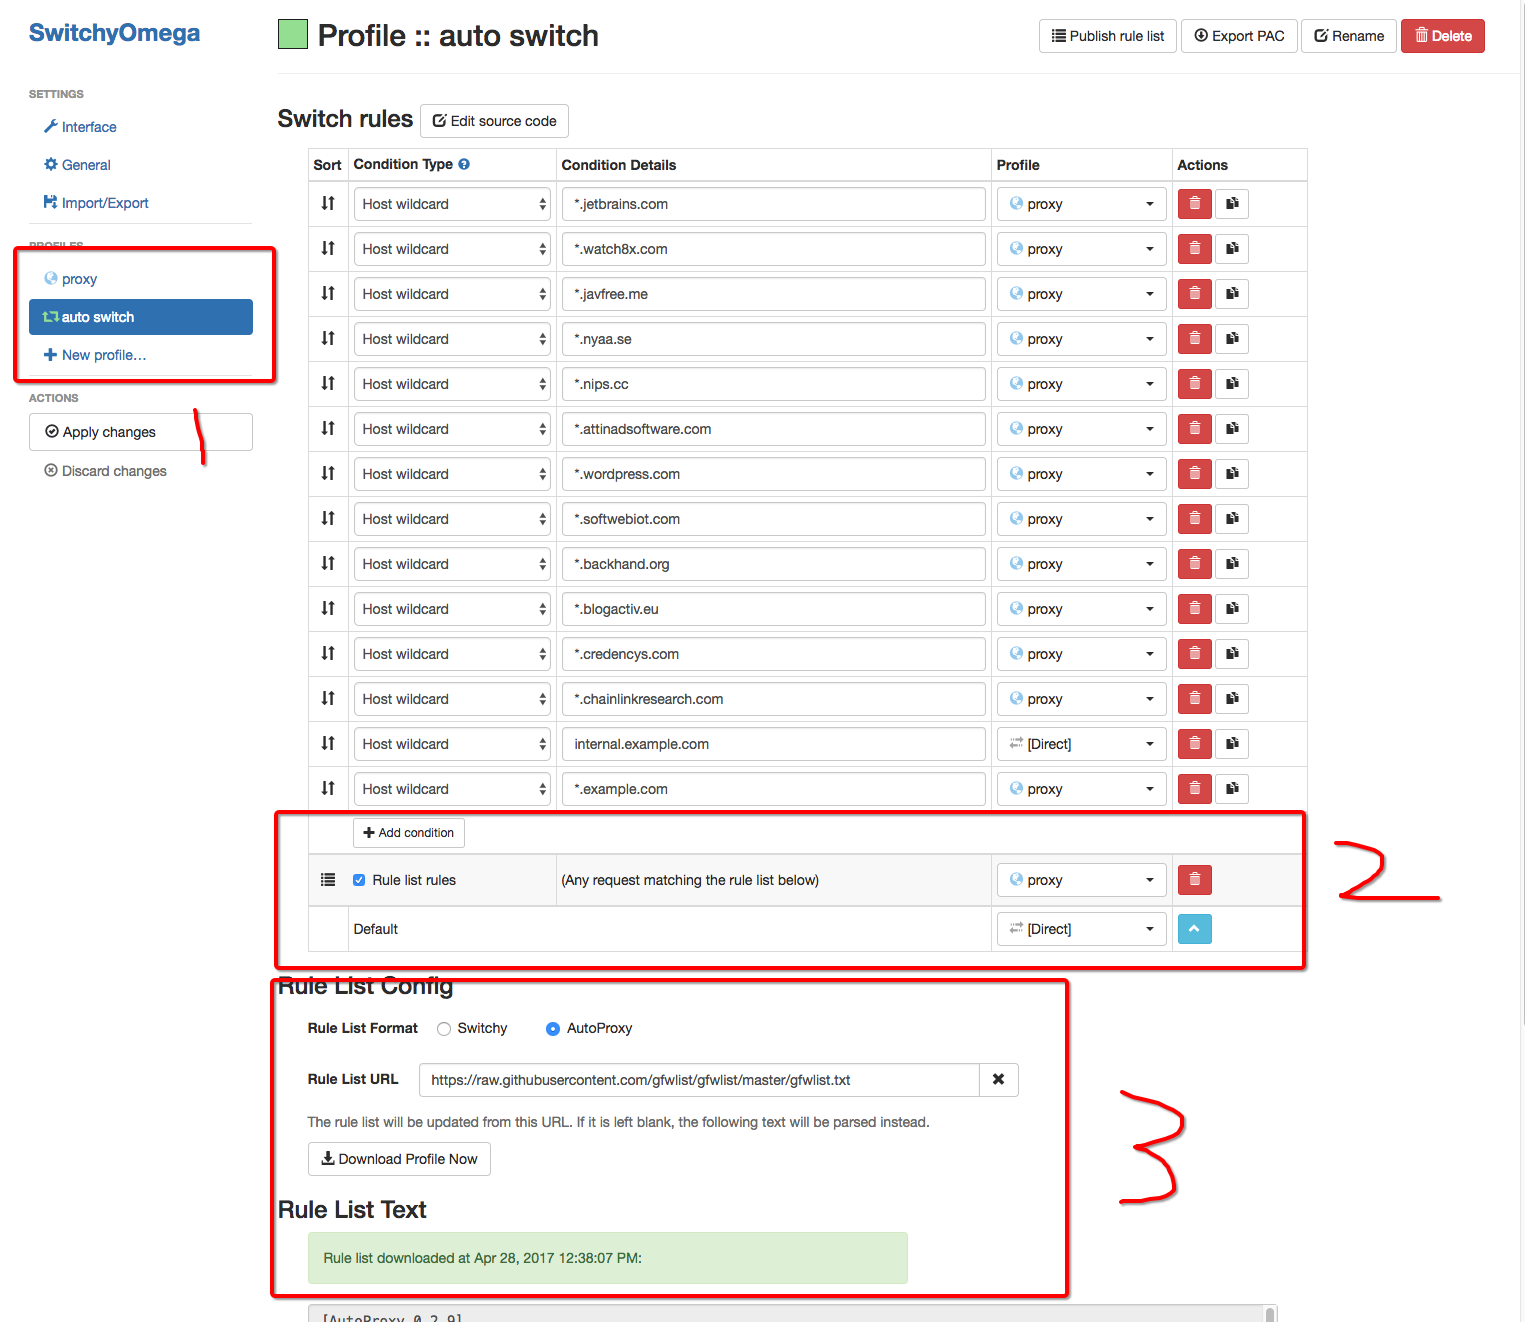 SwitchyOmega
Profile :: auto switch
Publish rule list
Export PAC
Rename
Delete
SETTINGS
Interface
General
Import/Export
PROFILES
proxy
auto switch
New profile...
ACTIONS
Apply changes
Discard changes
1
Switch rules
Edit source code
Sort Condition Type Condition Details Profile Actions
Host wildcard *.jetbrains.com proxy
Host wildcard *.watch8x.com proxy
Host wildcard *.javfree.me proxy
Host wildcard *.nyaa.se proxy
Host wildcard *.nips.cc proxy
Host wildcard *.attinadsoftware.com proxy
Host wildcard *.wordpress.com proxy
Host wildcard *.softwebiot.com proxy
Host wildcard *.backhand.org proxy
Host wildcard *.blogactiv.eu proxy
Host wildcard *.credencys.com proxy
Host wildcard *.chainlinkresearch.com proxy
Host wildcard internal.example.com [Direct]
Host wildcard *.example.com proxy
Add condition
Rule list rules (Any request matching the rule list below) proxy
Default [Direct]
2
Rule List Config
Rule List Format Switchy AutoProxy
Rule List URL https://raw.githubusercontent.com/gfwlist/gfwlist/master/gfwlist.txt
The rule list will be updated from this URL. If it is left blank, the following text will be parsed instead.
Download Profile Now
3
Rule List Text
Rule list downloaded at Apr 28, 2017 12:38:07 PM:
[AutoProxy 0.2.9]